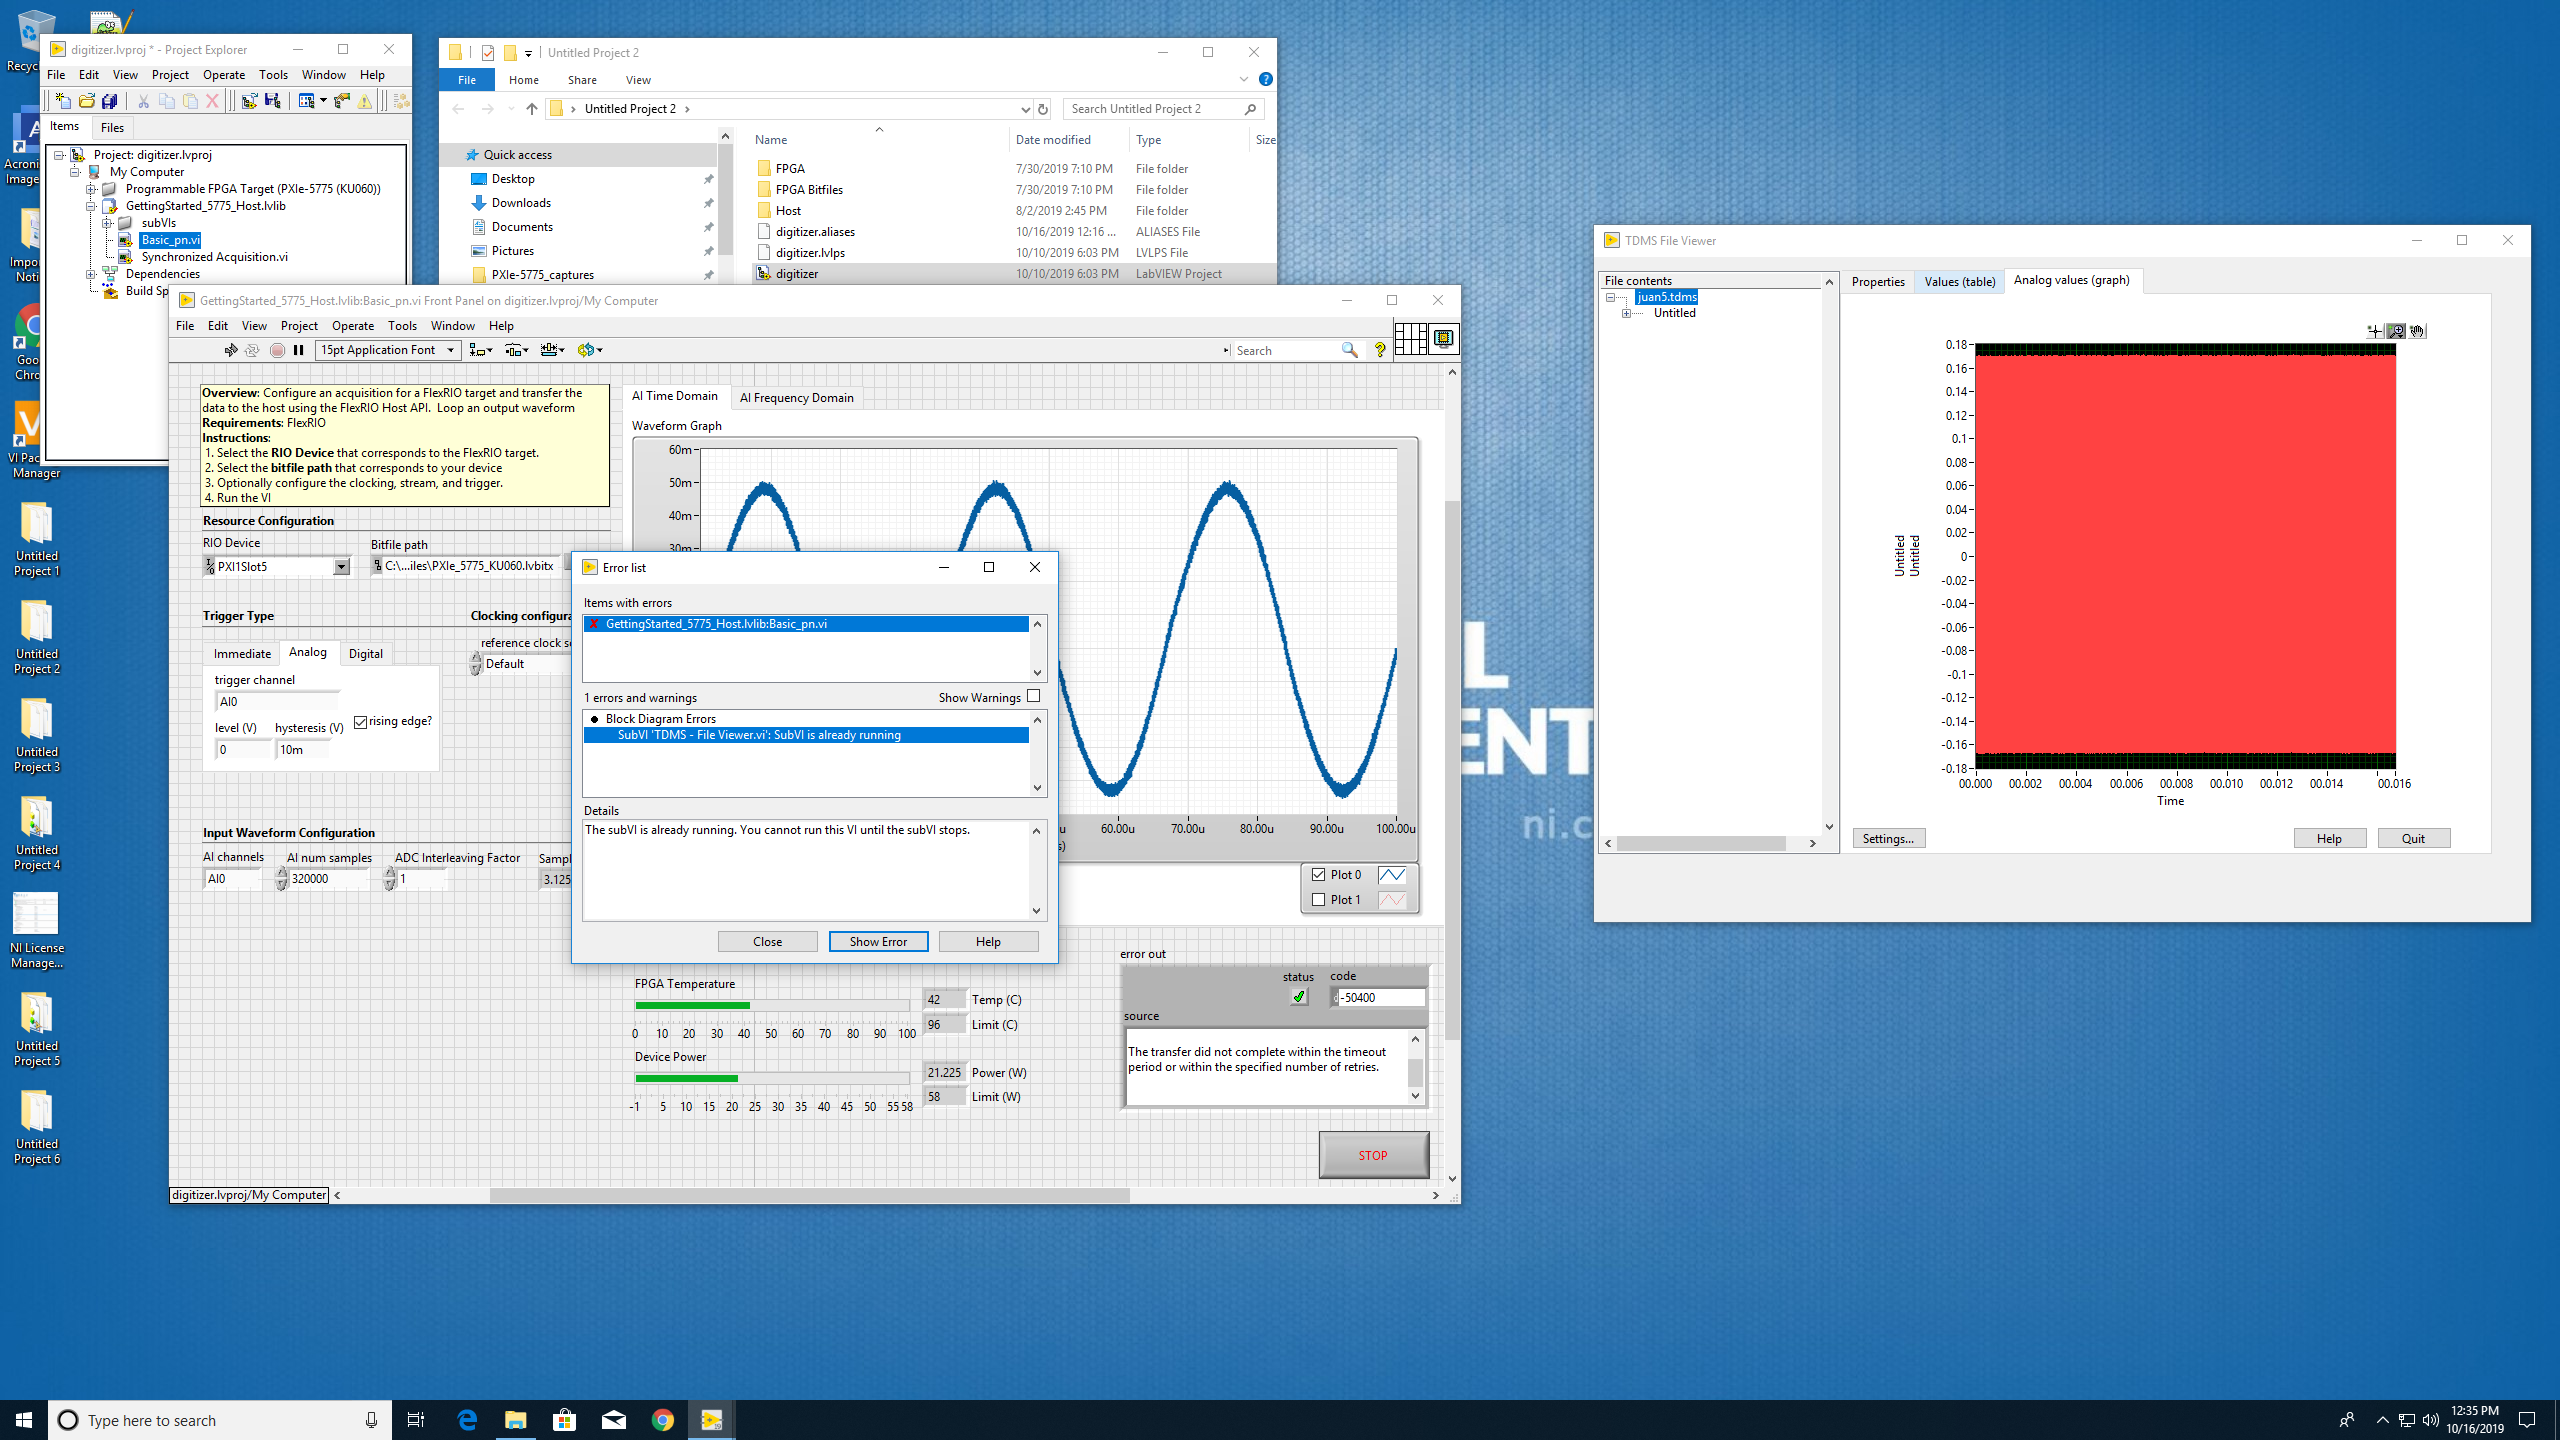 digitizer.lvproj * - Project Explorer
File Edit View Project Operate Tools Window Help
Items Files
Project: digitizer.lvproj
My Computer
Programmable FPGA Target (PXIe-5775 (KU060))
GettingStarted_5775_Host.lvlib
subVIs
Basic_pn.vi
Synchronized Acquisition.vi
Dependencies
Build Sp
Untitled Project 2
File Home Share View
Untitled Project 2
Search Untitled Project 2
Quick access
Desktop
Downloads
Documents
Pictures
PXIe-5775_captures
Name Date modified Type Size
FPGA 7/30/2019 7:10 PM File folder
FPGA Bitfiles 7/30/2019 7:10 PM File folder
Host 8/2/2019 2:45 PM File folder
digitizer.aliases 10/16/2019 12:16 ... ALIASES File
digitizer.lvlps 10/10/2019 6:03 PM LVLPS File
digitizer 10/10/2019 6:03 PM LabVIEW Project
GettingStarted_5775_Host.lvlib:Basic_pn.vi Front Panel on digitizer.lvproj/My Computer
File Edit View Project Operate Tools Window Help
15pt Application Font
Search
Overview: Configure an acquisition for a FlexRIO target and transfer the
data to the host using the FlexRIO Host API. Loop an output waveform
Requirements: FlexRIO
Instructions:
1. Select the RIO Device that corresponds to the FlexRIO target.
2. Select the bitfile path that corresponds to your device
3. Optionally configure the clocking, stream, and trigger.
4. Run the VI
Resource Configuration
RIO Device
PXI1Slot5
Bitfile path
C:\...iles\PXIe_5775_KU060.lvbitx
Trigger Type
Immediate Analog Digital
trigger channel
AI0
level (V) hysteresis (V) rising edge?
0 10m
Clocking configura
reference clock s
Default
Input Waveform Configuration
AI channels AI num samples ADC Interleaving Factor Sampl
AI0 320000 1 3.125
AI Time Domain AI Frequency Domain
Waveform Graph
60m
50m
40m
30m
60.00u 70.00u 80.00u 90.00u 100.00u
Plot 0
Plot 1
Error list
Items with errors
GettingStarted_5775_Host.lvlib:Basic_pn.vi
1 errors and warnings Show Warnings
Block Diagram Errors
SubVI 'TDMS - File Viewer.vi': SubVI is already running
Details
The subVI is already running. You cannot run this VI until the subVI stops.
Close Show Error Help
FPGA Temperature
42 Temp (C)
96 Limit (C)
0 10 20 30 40 50 60 70 80 90 100
Device Power
21.225 Power (W)
58 Limit (W)
-1 5 10 15 20 25 30 35 40 45 50 55 58
error out
status code
-50400
source
The transfer did not complete within the timeout
period or within the specified number of retries.
STOP
digitizer.lvproj/My Computer
TDMS File Viewer
File contents
juan5.tdms
Untitled
Properties Values (table) Analog values (graph)
0.18
0.16
0.14
0.12
0.1
0.08
0.06
0.04
0.02
0
-0.02
-0.04
-0.06
-0.08
-0.1
-0.12
-0.14
-0.16
-0.18
Untitled
Untitled
00.000 00.002 00.004 00.006 00.008 00.010 00.012 00.014 00.016
Time
Settings... Help Quit
L
ENT
ni.c
Recyc
Acroni
Image
Impor
Noti
Goo
Chro
VI Pac
Manager
Untitled
Project 1
Untitled
Project 2
Untitled
Project 3
Untitled
Project 4
NI License
Manage...
Untitled
Project 5
Untitled
Project 6
Type here to search
12:35 PM
10/16/2019